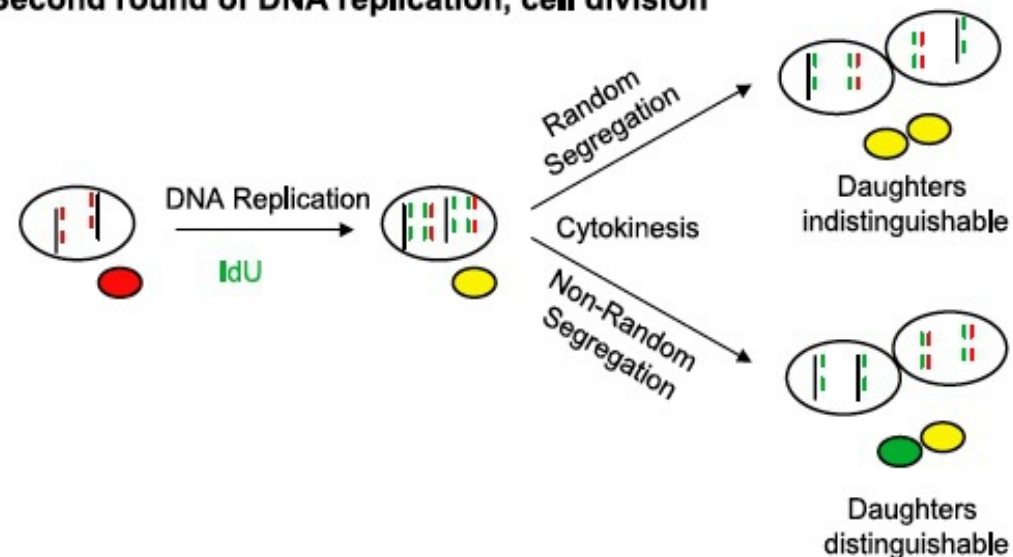 Second round of DNA replication, cell division
DNA Replication
IdU
Random
Segregation
Cytokinesis
Non-Random
Segregation
Daughters
indistinguishable
Daughters
distinguishable